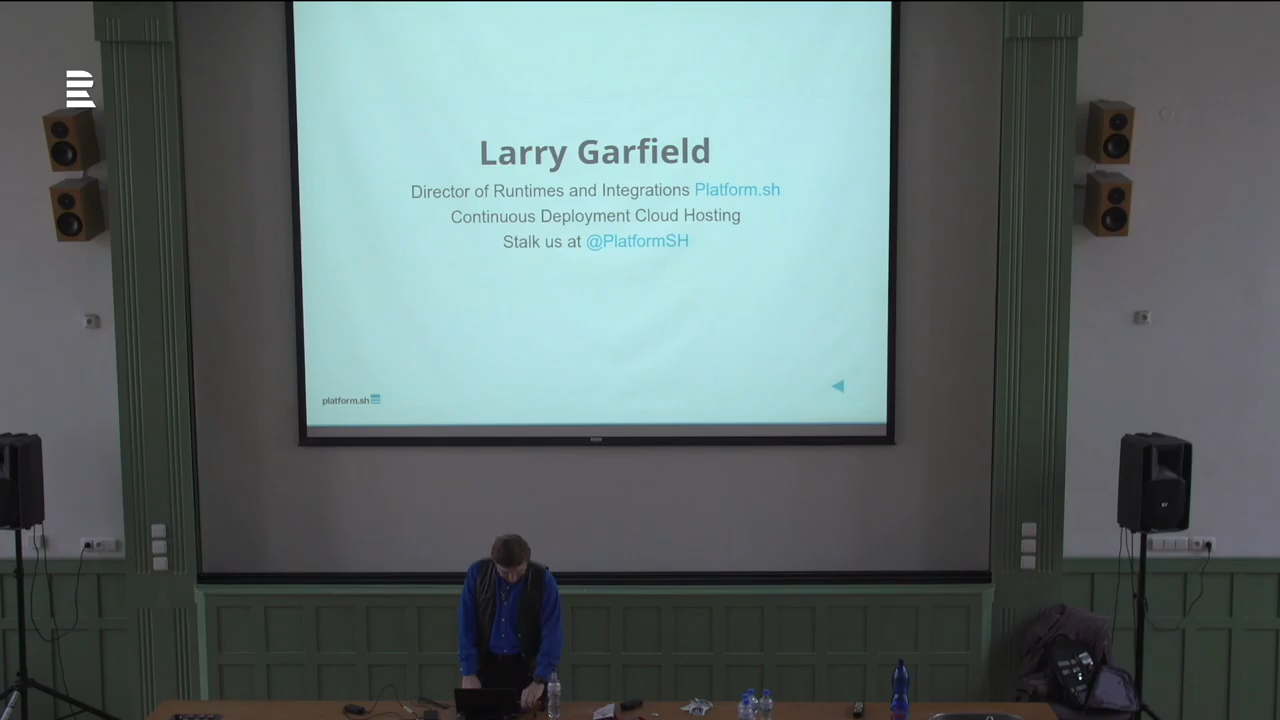 Larry Garfield
Director of Runtimes and Integrations Platform.sh
Continuous Deployment Cloud Hosting
Stalk us at @PlatformSH
platform.sh